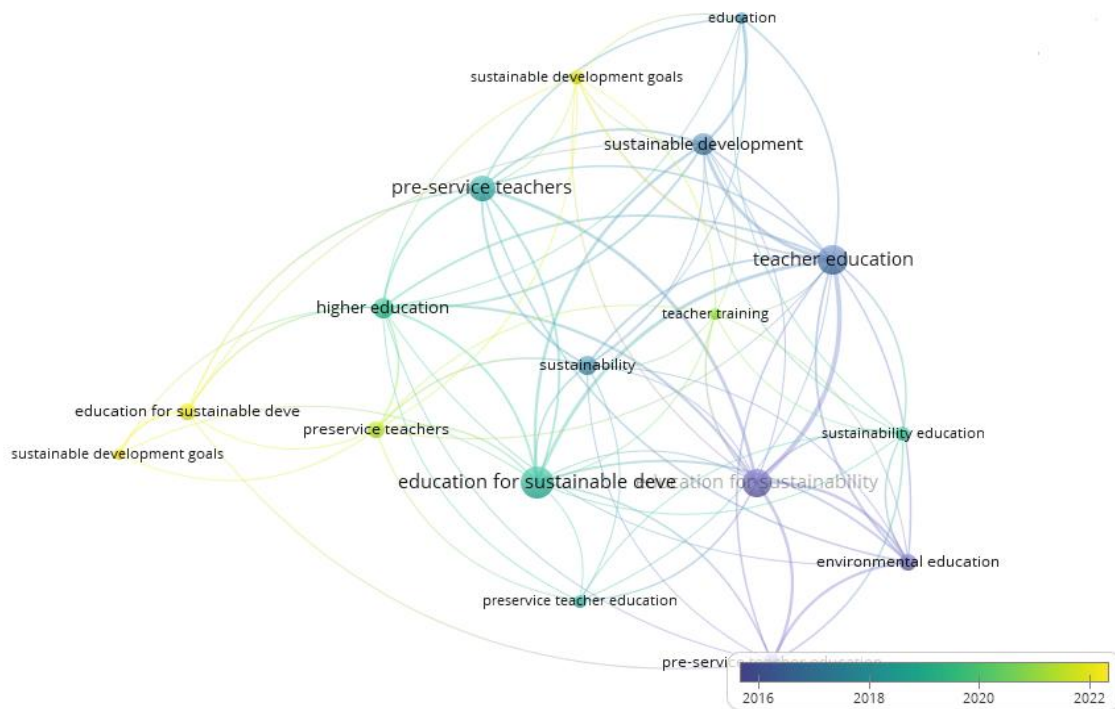 education
sustainable development goals
sustainable development
pre-service teachers
teacher education
higher education
teacher training
sustainability
education for sustainable deve
preservice teachers
sustainability education
sustainable development goals
education for sustainable deve
education for sustainability
environmental education
preservice teacher education
pre-service teacher education
2016 2018 2020 2022